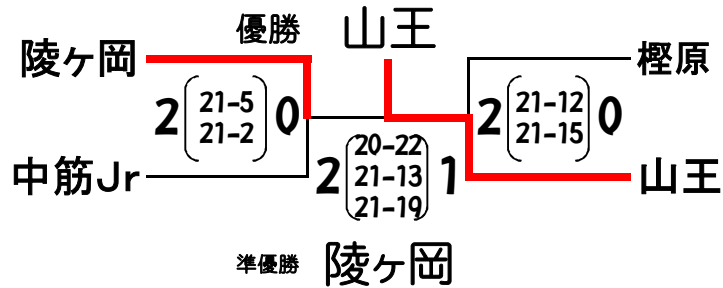 優勝 山王
陵ヶ岡
樫原
2 21-5 0
21-2
2 21-12 0
21-15
中筋Jr
山王
2 20-22 1
21-13
21-19
準優勝 陵ヶ岡